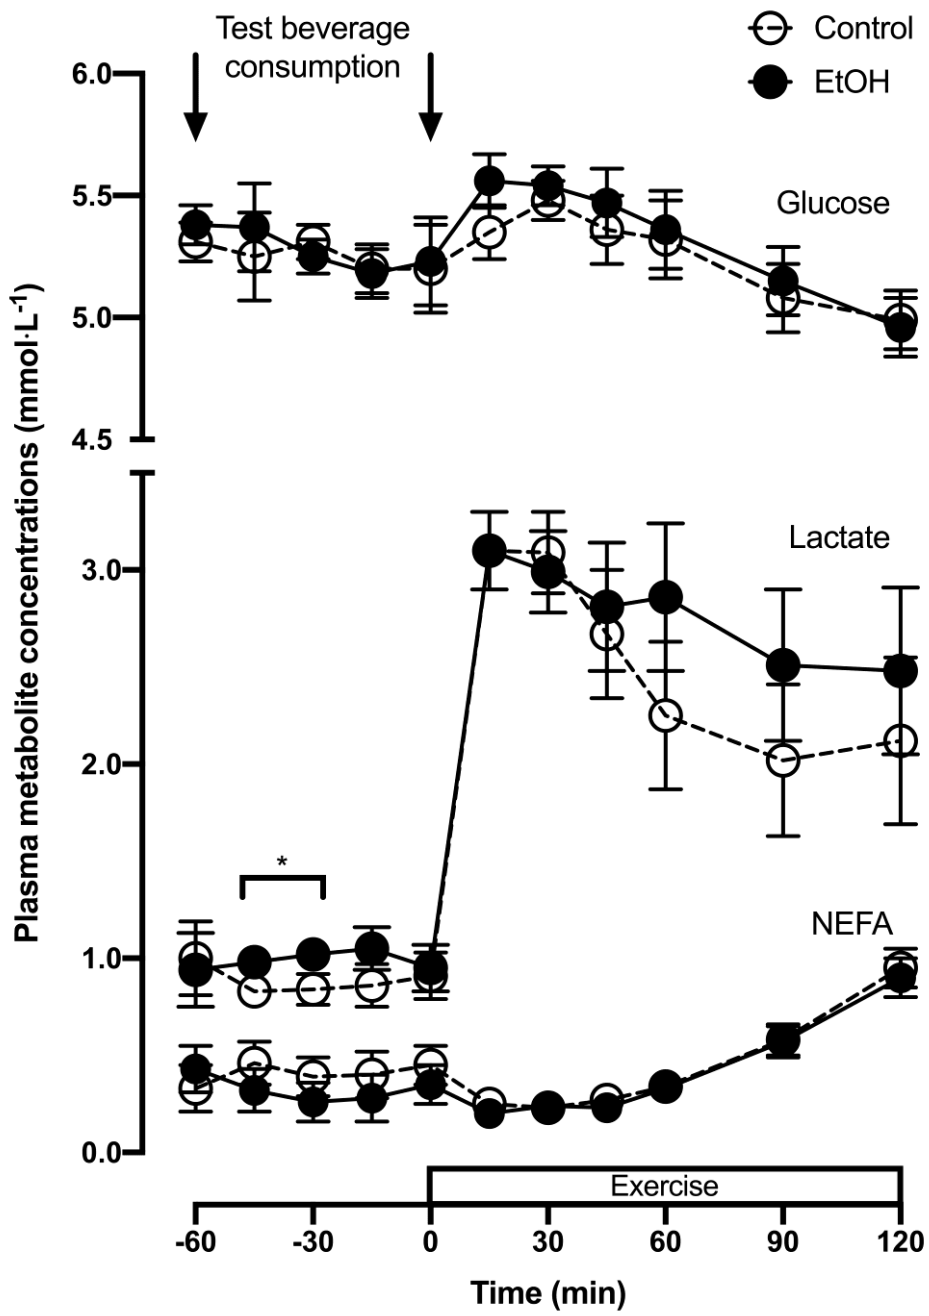 Test beverage
consumption
Control
EtOH
6.0
5.5
5.0
4.5
Glucose
3.0
2.0
1.0
0.0
Lactate
*
NEFA
Plasma metabolite concentrations (mmol·L-1)
Exercise
-60 -30 0 30 60 90 120
Time (min)